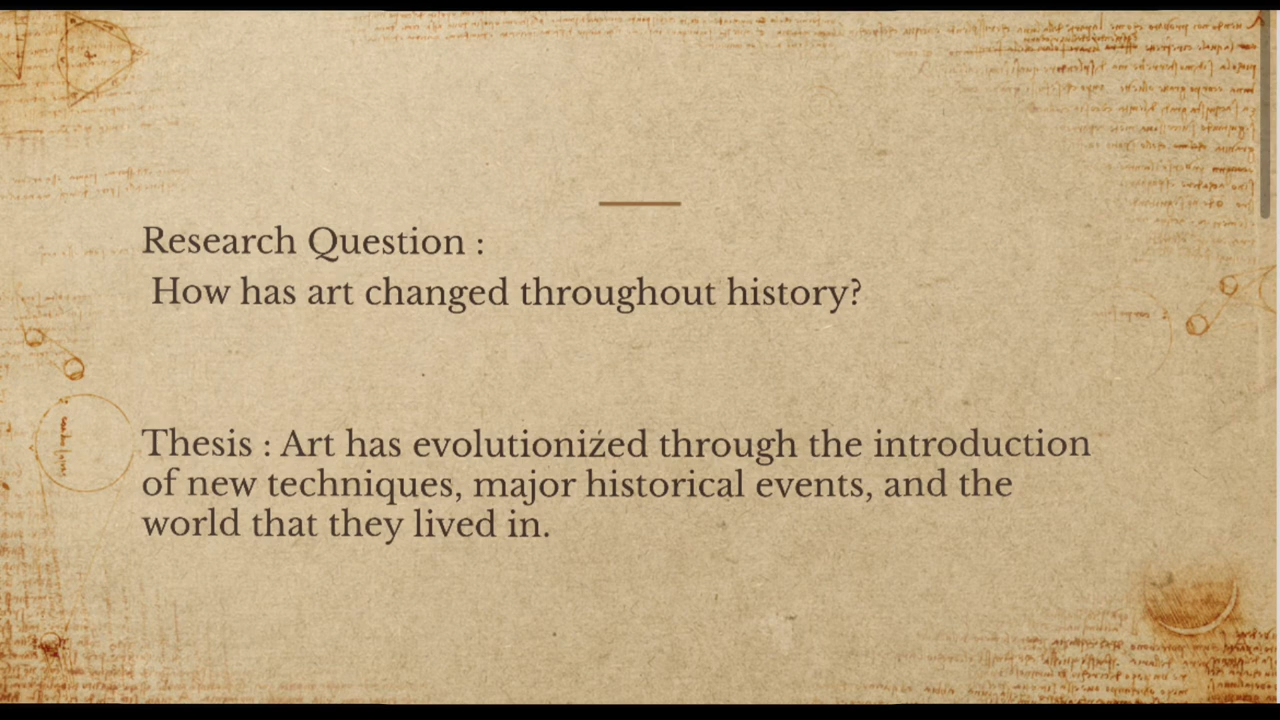 Research Question :
How has art changed throughout history?
Thesis : Art has evolutionized through the introduction
of new techniques, major historical events, and the
world that they lived in.